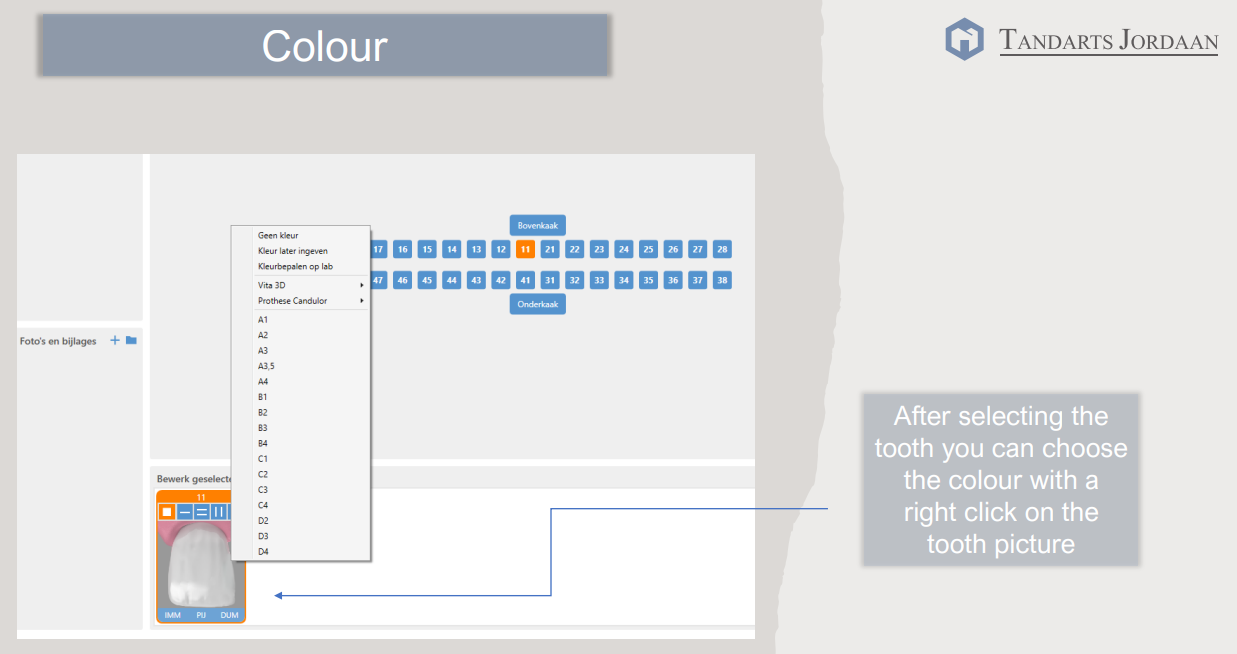 Colour
TANDARTS JORDAAN
Bovenkaak
17 16 15 14 13 12 11 21 22 23 24 25 26 27 28
47 46 45 44 43 42 41 31 32 33 34 35 36 37 38
Onderkaak
Geen kleur
Kleur later ingeven
Kleurbepalen op lab
Vita 3D
Prothese Candulor
A1
A2
A3
A3,5
A4
B1
B2
B3
B4
C1
C2
C3
C4
D2
D3
D4
Foto's en bijlages
Bewerk geselecte
11
IMM PIJ DUM
After selecting the
tooth you can choose
the colour with a
right click on the
tooth picture